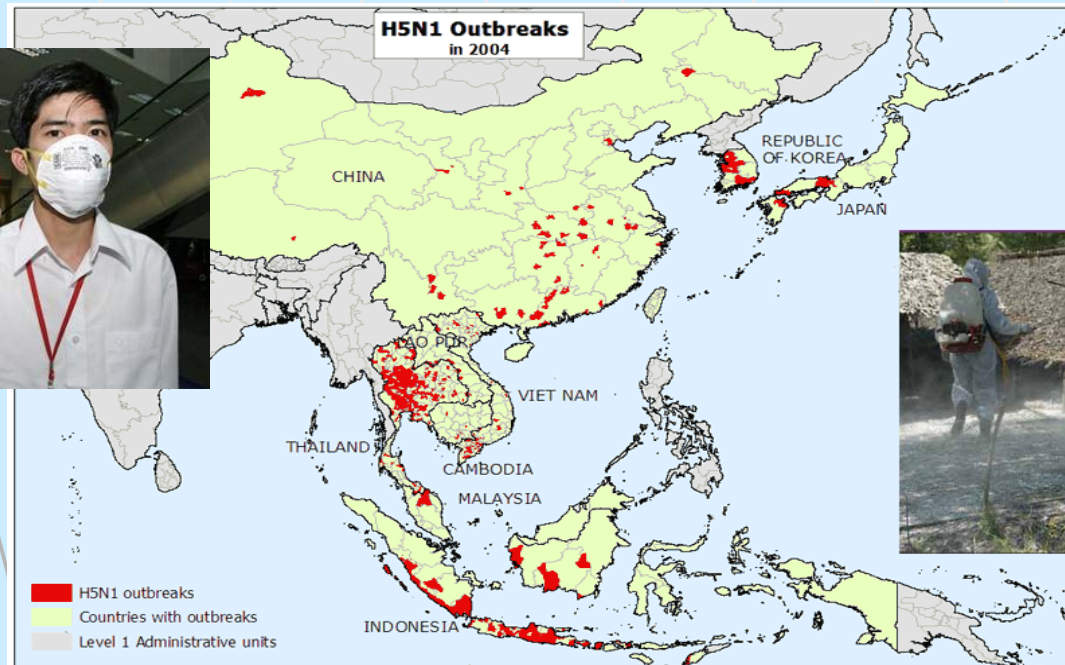 H5N1 Outbreaks
in 2004
REPUBLIC
OF KOREA
CHINA
JAPAN
LAO PDR
VIET NAM
THAILAND
CAMBODIA
MALAYSIA
INDONESIA
H5N1 outbreaks
Countries with outbreaks
Level 1 Administrative units